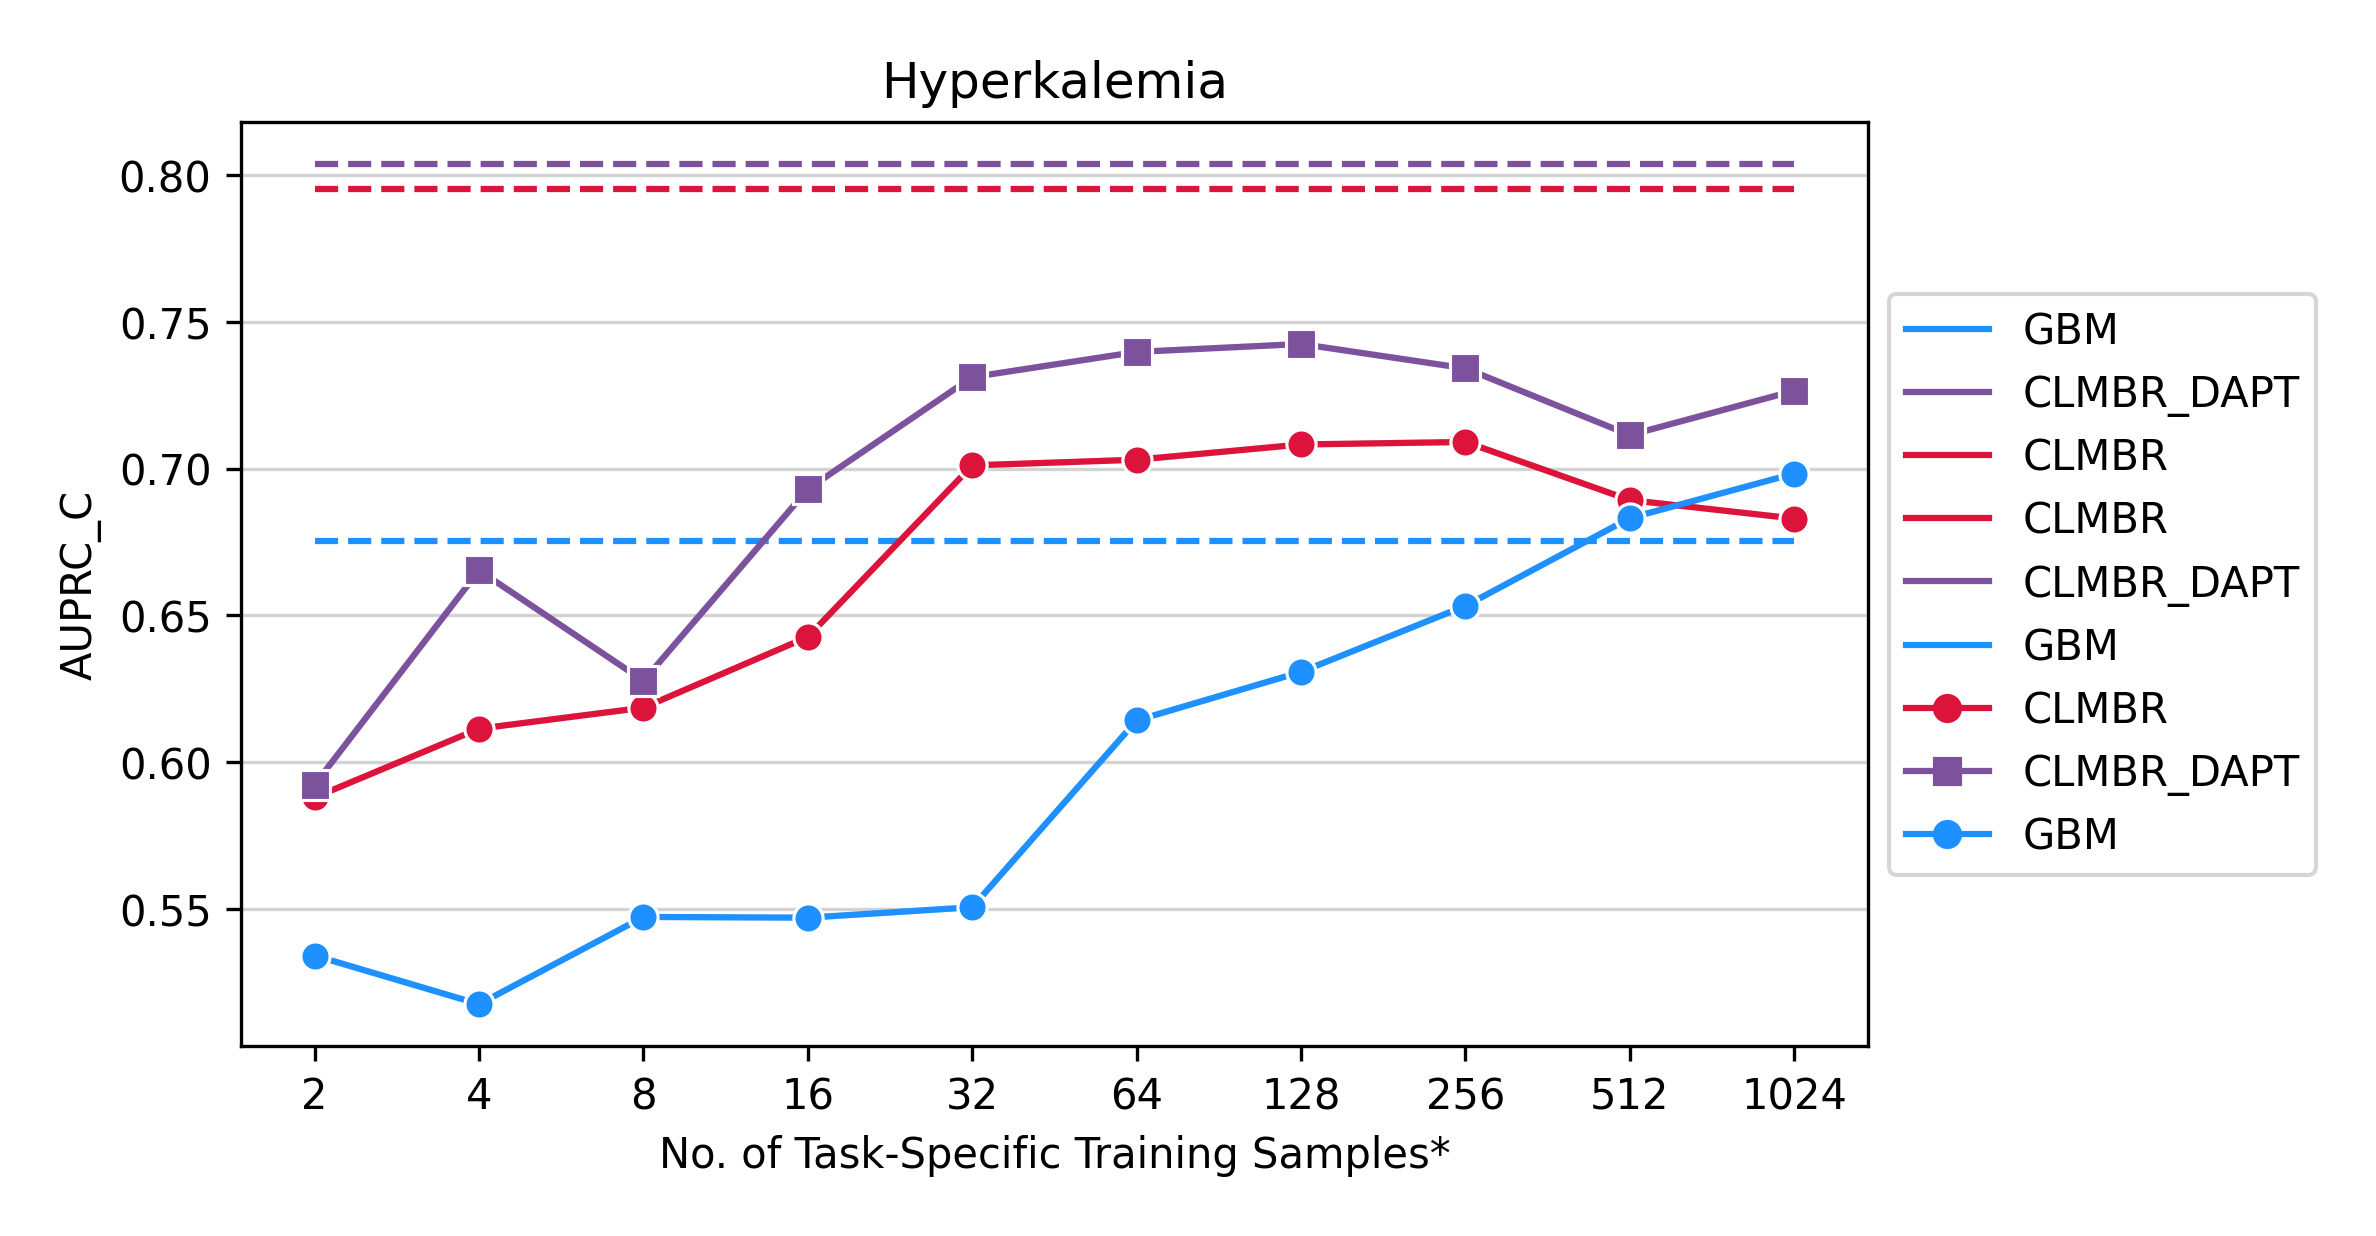 Hyperkalemia
AUPRC_C
0.80
0.75
0.70
0.65
0.60
0.55
2 4 8 16 32 64 128 256 512 1024
No. of Task-Specific Training Samples*
GBM
CLMBR_DAPT
CLMBR
CLMBR
CLMBR_DAPT
GBM
CLMBR
CLMBR_DAPT
GBM